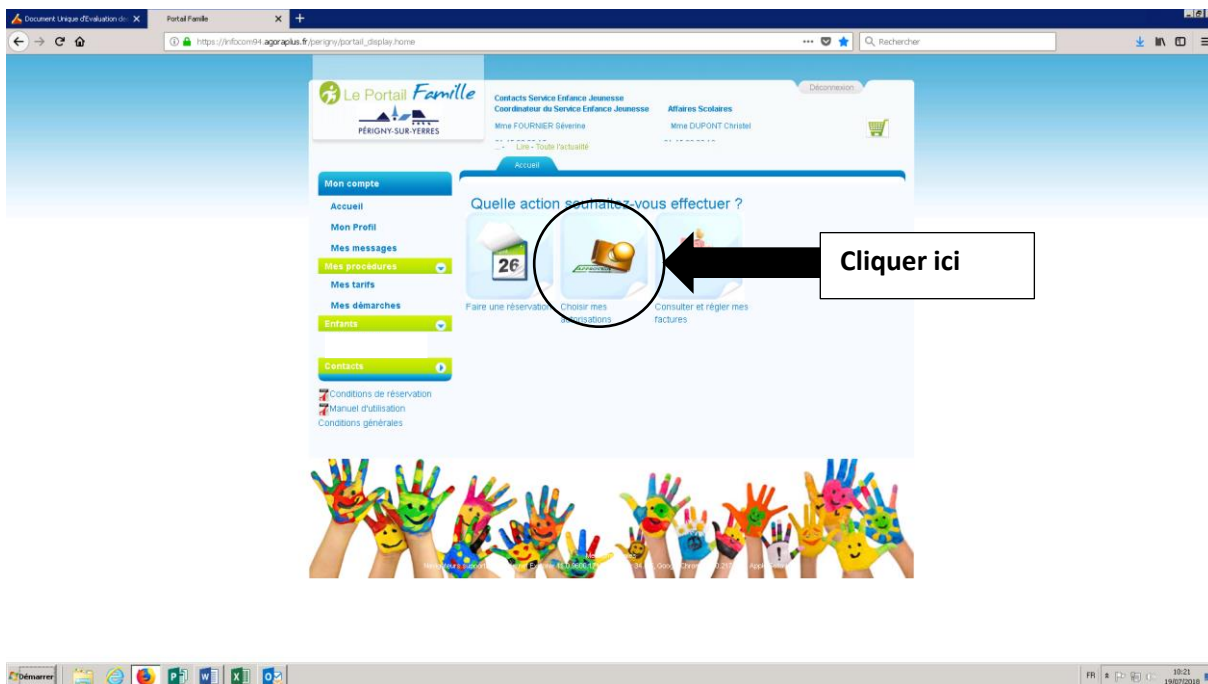 Document Unique d'Evaluation de
Portail Famille
https://infocom94.agoraplus.fr/perigny/portail_display.home
Rechercher
Le Portail Famille
PÉRIGNY-SUR-YERRES
Contacts Service Enfance Jeunesse
Coordinateur du Service Enfance Jeunesse
Affaires Scolaires
Mme FOURNIER Séverine
Mme DUPONT Christel
Lire - Toute l'actualité
Déconnexion
Accueil
Mon compte
Accueil
Mon Profil
Mes messages
Mes procédures
Mes tarifs
Mes démarches
Enfants
Contacts
Conditions de réservation
Manuel d'utilisation
Conditions générales
Quelle action souhaitez-vous effectuer ?
26
Faire une réservation
Choisir mes
autorisations
Consulter et régler mes
factures
Cliquer ici
Démarrer
FR
10:21
19/07/2018